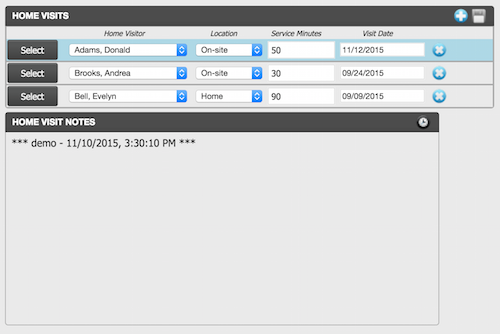 HOME VISITS
Home Visitor Location Service Minutes Visit Date
Select Adams, Donald On-site 50 11/12/2015
Select Brooks, Andrea On-site 30 09/24/2015
Select Bell, Evelyn Home 90 09/09/2015
HOME VISIT NOTES
*** demo - 11/10/2015, 3:30:10 PM ***